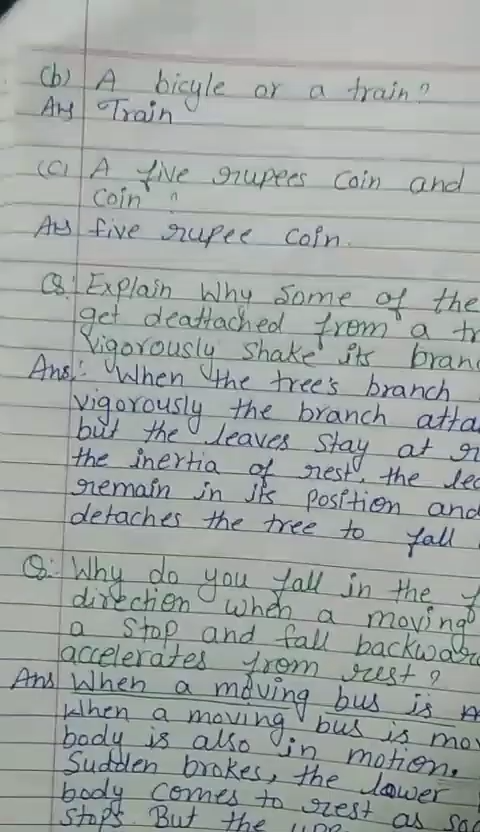 (b) A bicyle or a train?
Ans Train
(c) A five rupees coin and
coin?
Ans five rupee coin.
Q: Explain Why Some of the
get deattached from a
Vigorously shake its
Ans: When the tree's branch
vigorously the branch
but the leaves stay at
the inertia of rest. the
remain in its position and
detaches the tree to fall
Q: Why do you fall in the
direction when a moving
a stop and fall
accelerates from rest?
Ans When a moving bus is
When a moving bus is
body is also in motion.
Sudden brokes, the lower
body comes to rest as
stops. But the